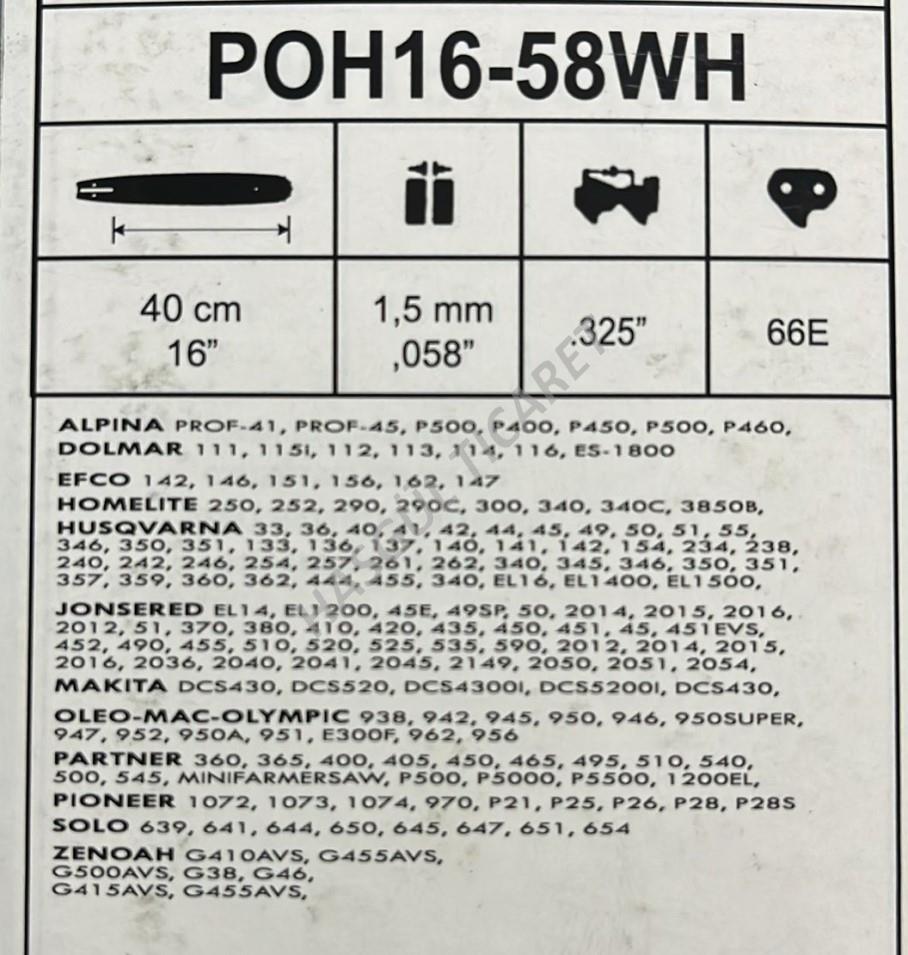 POH16-58WH
40 cm
16”
1,5 mm
,058”
.325”
66E
ALPINA PROF-41, PROF-45, P500, P400, P450, P500, P460,
DOLMAR 111, 115I, 112, 113, 114, 116, ES-1800
EFCO 142, 146, 151, 156, 162, 147
HOMELITE 250, 252, 290, 290C, 300, 340, 340C, 3850B,
HUSQVARNA 33, 36, 40, 41, 42, 44, 45, 49, 50, 51, 55,
346, 350, 351, 133, 136, 137, 140, 141, 142, 154, 234, 238,
240, 242, 246, 254, 257, 261, 262, 340, 345, 346, 350, 351,
357, 359, 360, 362, 444, 455, 340, EL16, EL1400, EL1500,
JONSERED EL14, EL1200, 45E, 49SP, 50, 2014, 2015, 2016,
2012, 51, 370, 380, 410, 420, 435, 450, 451, 45, 451EVS,
452, 490, 455, 510, 520, 525, 535, 590, 2012, 2014, 2015,
2016, 2036, 2040, 2041, 2045, 2149, 2050, 2051, 2054,
MAKITA DCS430, DCS520, DCS4300I, DCS5200I, DCS430,
OLEO-MAC-OLYMPIC 938, 942, 945, 950, 946, 950SUPER,
947, 952, 950A, 951, E300F, 962, 956
PARTNER 360, 365, 400, 405, 450, 465, 495, 510, 540,
500, 545, MINIFARMERSAW, P500, P5000, P5500, 1200EL,
PIONEER 1072, 1073, 1074, 970, P21, P25, P26, P28, P28S
SOLO 639, 641, 644, 650, 645, 647, 651, 654
ZENOAH G410AVS, G455AVS,
G500AVS, G38, G46,
G415AVS, G455AVS,
HASGÜL TİCARET